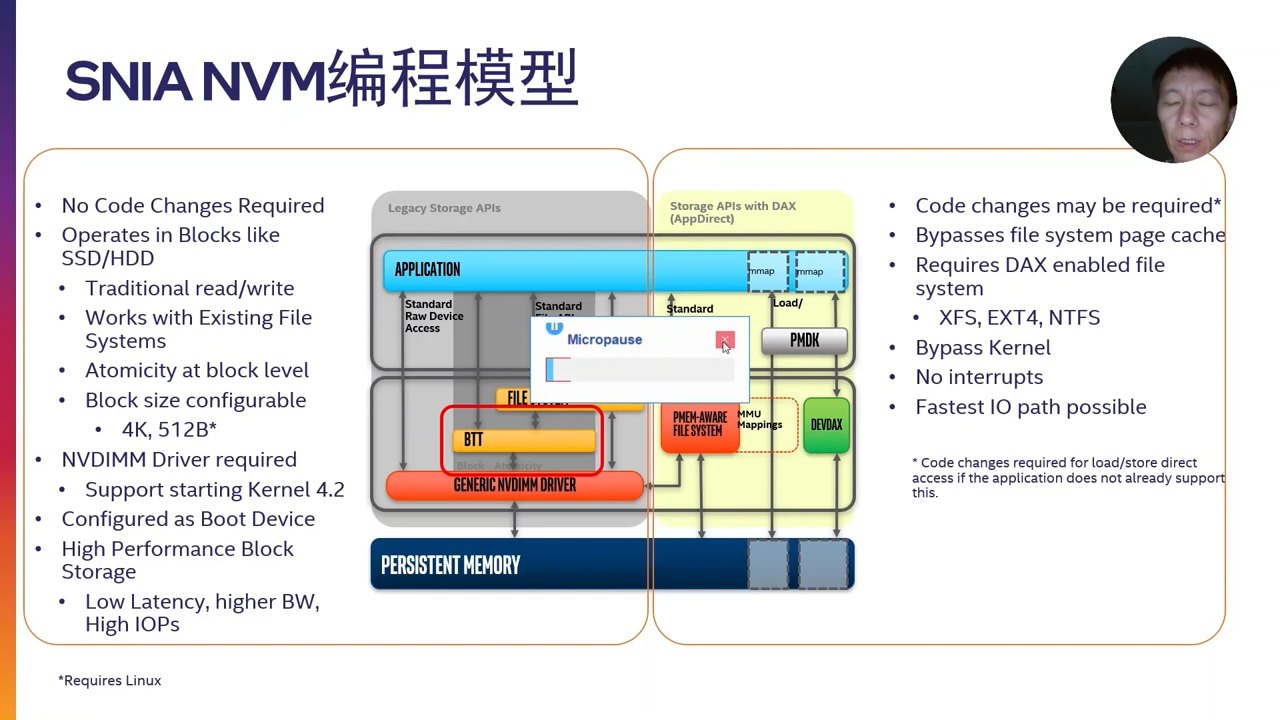 SNIA NVM编程模型
• No Code Changes Required
• Operates in Blocks like
SSD/HDD
• Traditional read/write
• Works with Existing File
Systems
• Atomicity at block level
• Block size configurable
• 4K, 512B*
• NVDIMM Driver required
• Support starting Kernel 4.2
• Configured as Boot Device
• High Performance Block
Storage
• Low Latency, higher BW,
High IOPs
*Requires Linux
Legacy Storage APIs
Storage APIs with DAX
(AppDirect)
APPLICATION
mmap
mmap
Standard
Raw Device
Access
Standard
Standard
Load/
Micropause
PMDK
BTT
Block Atomicity
PMEM-AWARE
FILE SYSTEM
MMU
Mappings
DEVDAX
GENERIC NVDIMM DRIVER
PERSISTENT MEMORY
• Code changes may be required*
• Bypasses file system page cache
• Requires DAX enabled file
system
• XFS, EXT4, NTFS
• Bypass Kernel
• No interrupts
• Fastest IO path possible
* Code changes required for load/store direct
access if the application does not already support
this.